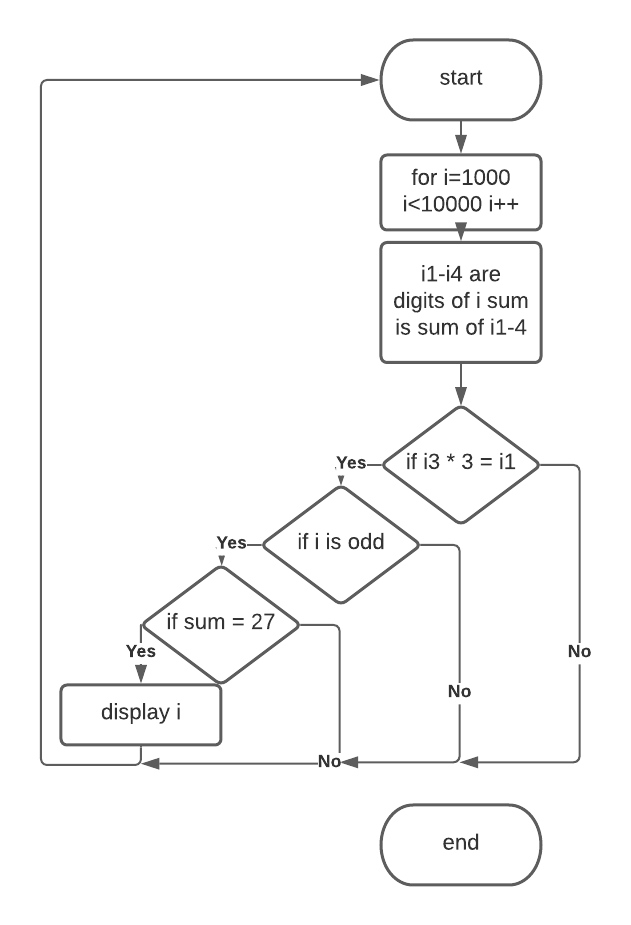 start
for i=1000
i<10000 i++
i1-i4 are
digits of i sum
is sum of i1-4
if i3 * 3 = i1
Yes
if i is odd
Yes
if sum = 27
Yes
No
No
display i
No
end